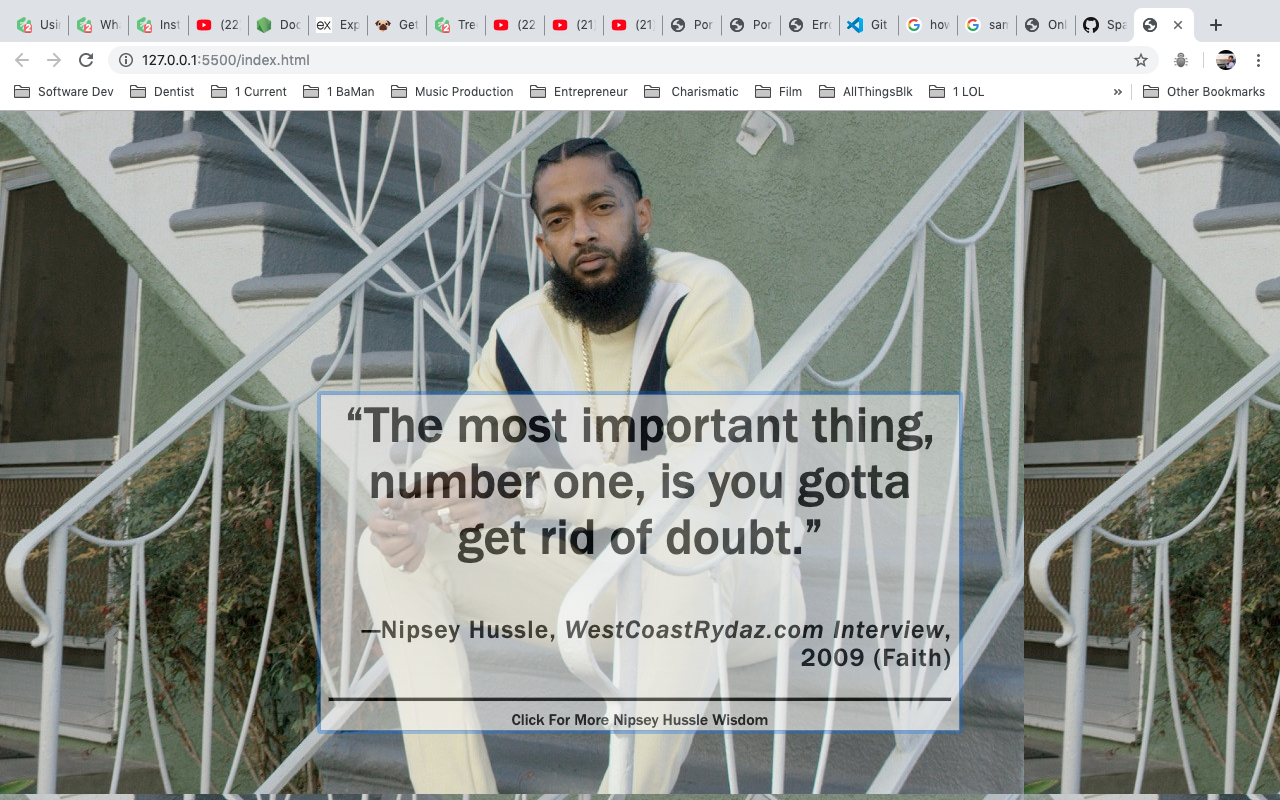 Usi
Wha
Inst
(22
Doc
ex
Exp
Get
Tre
(22
(21)
(21)
Por
Por
Erro
Git
how
san
Onl
Spa
127.0.0.1:5500/index.html
Software Dev
Dentist
1 Current
1 BaMan
Music Production
Entrepreneur
Charismatic
Film
AllThingsBlk
1 LOL
»
Other Bookmarks
“The most important thing,
number one, is you gotta
get rid of doubt.”
—Nipsey Hussle, WestCoastRydaz.com Interview,
2009 (Faith)
Click For More Nipsey Hussle Wisdom